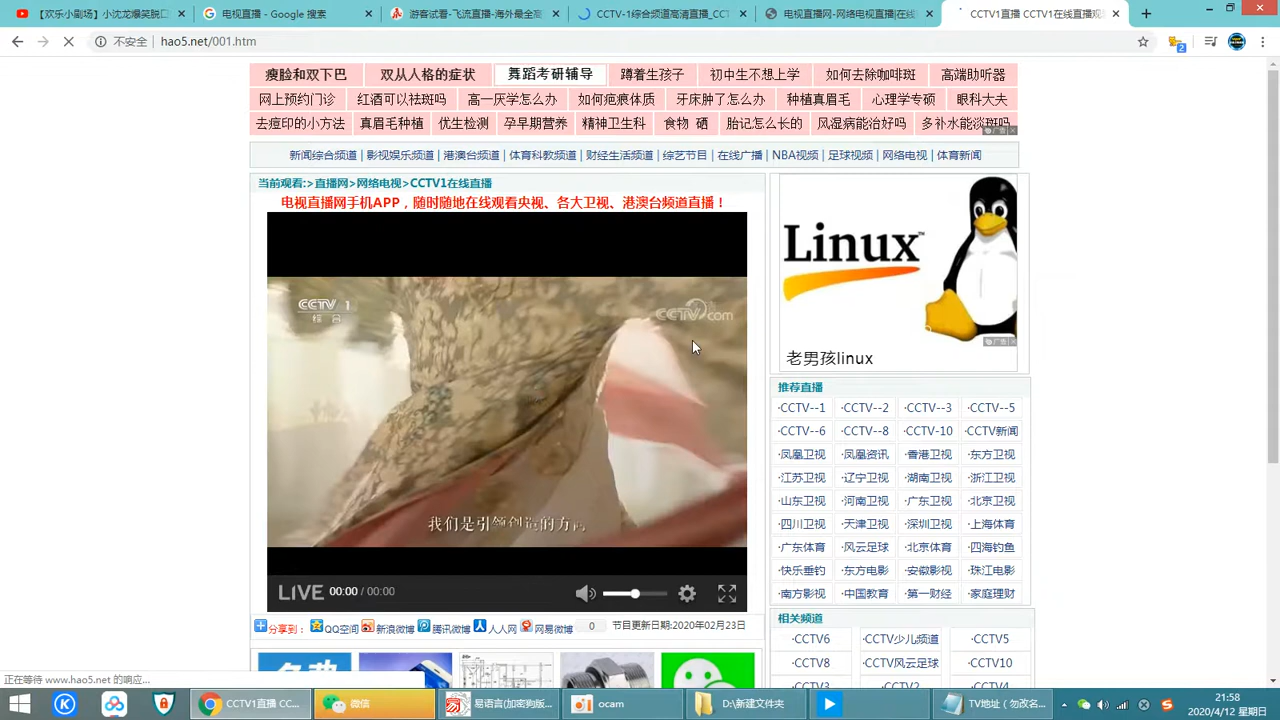 【欢乐小剧场】小沈龙爆笑脱口
电视直播 - Google 搜索
游客试看-飞流直播-海外最全高
CCTV-1综合频道高清直播_CCT
电视直播网-网络电视直播|在线
CCTV1直播 CCTV1在线直播观
不安全 | hao5.net/001.htm
2
瘦脸和双下巴 双从人格的症状 舞蹈考研辅导 蹲着生孩子 初中生不想上学 如何去除咖啡斑 高端助听器
网上预约门诊 红酒可以祛斑吗 高一厌学怎么办 如何疤痕体质 牙床肿了怎么办 种植真眉毛 心理学专硕 眼科大夫
去痘印的小方法 真眉毛种植 优生检测 孕早期营养 精神卫生科 食物 硒 胎记怎么长的 风湿病能治好吗 多补水能淡斑吗
广告
新闻综合频道 | 影视娱乐频道 | 港澳台频道 | 体育科教频道 | 财经生活频道 | 综艺节目 | 在线广播 | NBA视频 | 足球视频 | 网络电视 | 体育新闻
当前观看:>直播网>网络电视>CCTV1在线直播
电视直播网手机APP，随时随地在线观看央视、各大卫视、港澳台频道直播！
CCTV 1
综合
CCTV.com
我们是引领创造的方向
LIVE 00:00 / 00:00
分享到： QQ空间 新浪微博 腾讯微博 人人网 网易微博 0 节目更新日期:2020年02月23日
免费
Linux™
广告
老男孩linux
推荐直播
·CCTV--1 ·CCTV--2 ·CCTV--3 ·CCTV--5
·CCTV--6 ·CCTV--8 ·CCTV-10 ·CCTV新闻
·凤凰卫视 ·凤凰资讯 ·香港卫视 ·东方卫视
·江苏卫视 ·辽宁卫视 ·湖南卫视 ·浙江卫视
·山东卫视 ·河南卫视 ·广东卫视 ·北京卫视
·四川卫视 ·天津卫视 ·深圳卫视 ·上海体育
·广东体育 ·风云足球 ·北京体育 ·四海钓鱼
·快乐垂钓 ·东方电影 ·安徽影视 ·珠江电影
·南方影视 ·中国教育 ·第一财经 ·家庭理财
相关频道
·CCTV6 ·CCTV少儿频道 ·CCTV5
·CCTV8 ·CCTV风云足球 ·CCTV10
·CCTV3 ·CCTV2 ·CCTV4
正在等待 www.hao5.net 的响应...
CCTV1直播 CC...
微信
易语言(加密狗版...
ocam
D:\新建文件夹
TV地址（勿改名...
21:58
2020/4/12 星期日